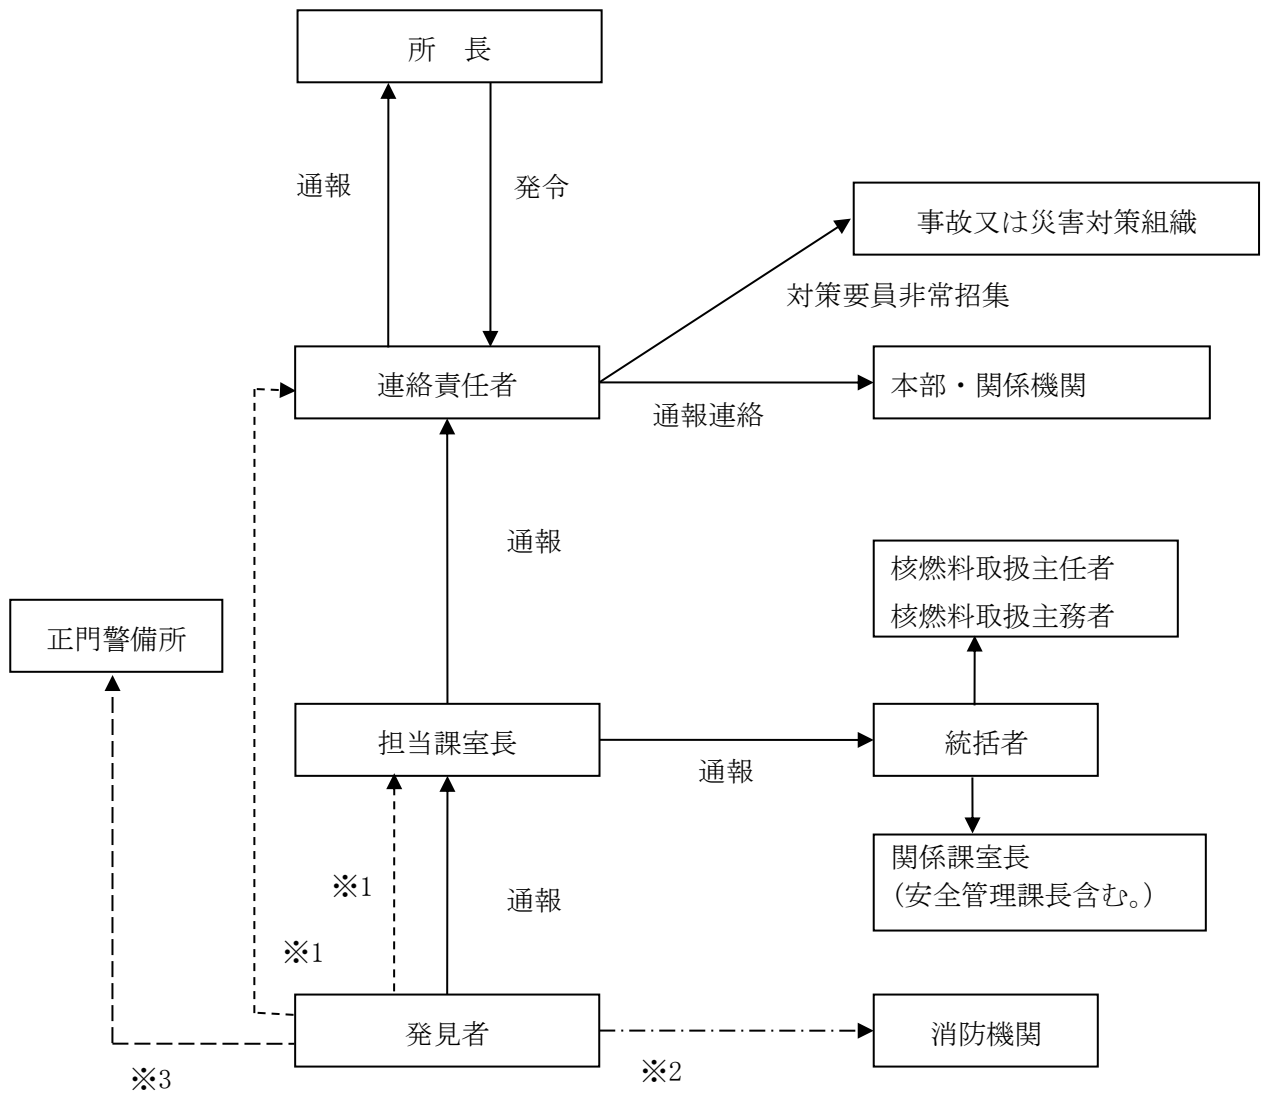 所　長
通報
発令
事故又は災害対策組織
対策要員非常招集
連絡責任者
本部・関係機関
通報連絡
通報
核燃料取扱主任者
核燃料取扱主務者
正門警備所
担当課室長
統括者
通報
関係課室長
(安全管理課長含む。)
※1
通報
※1
発見者
消防機関
※2
※3